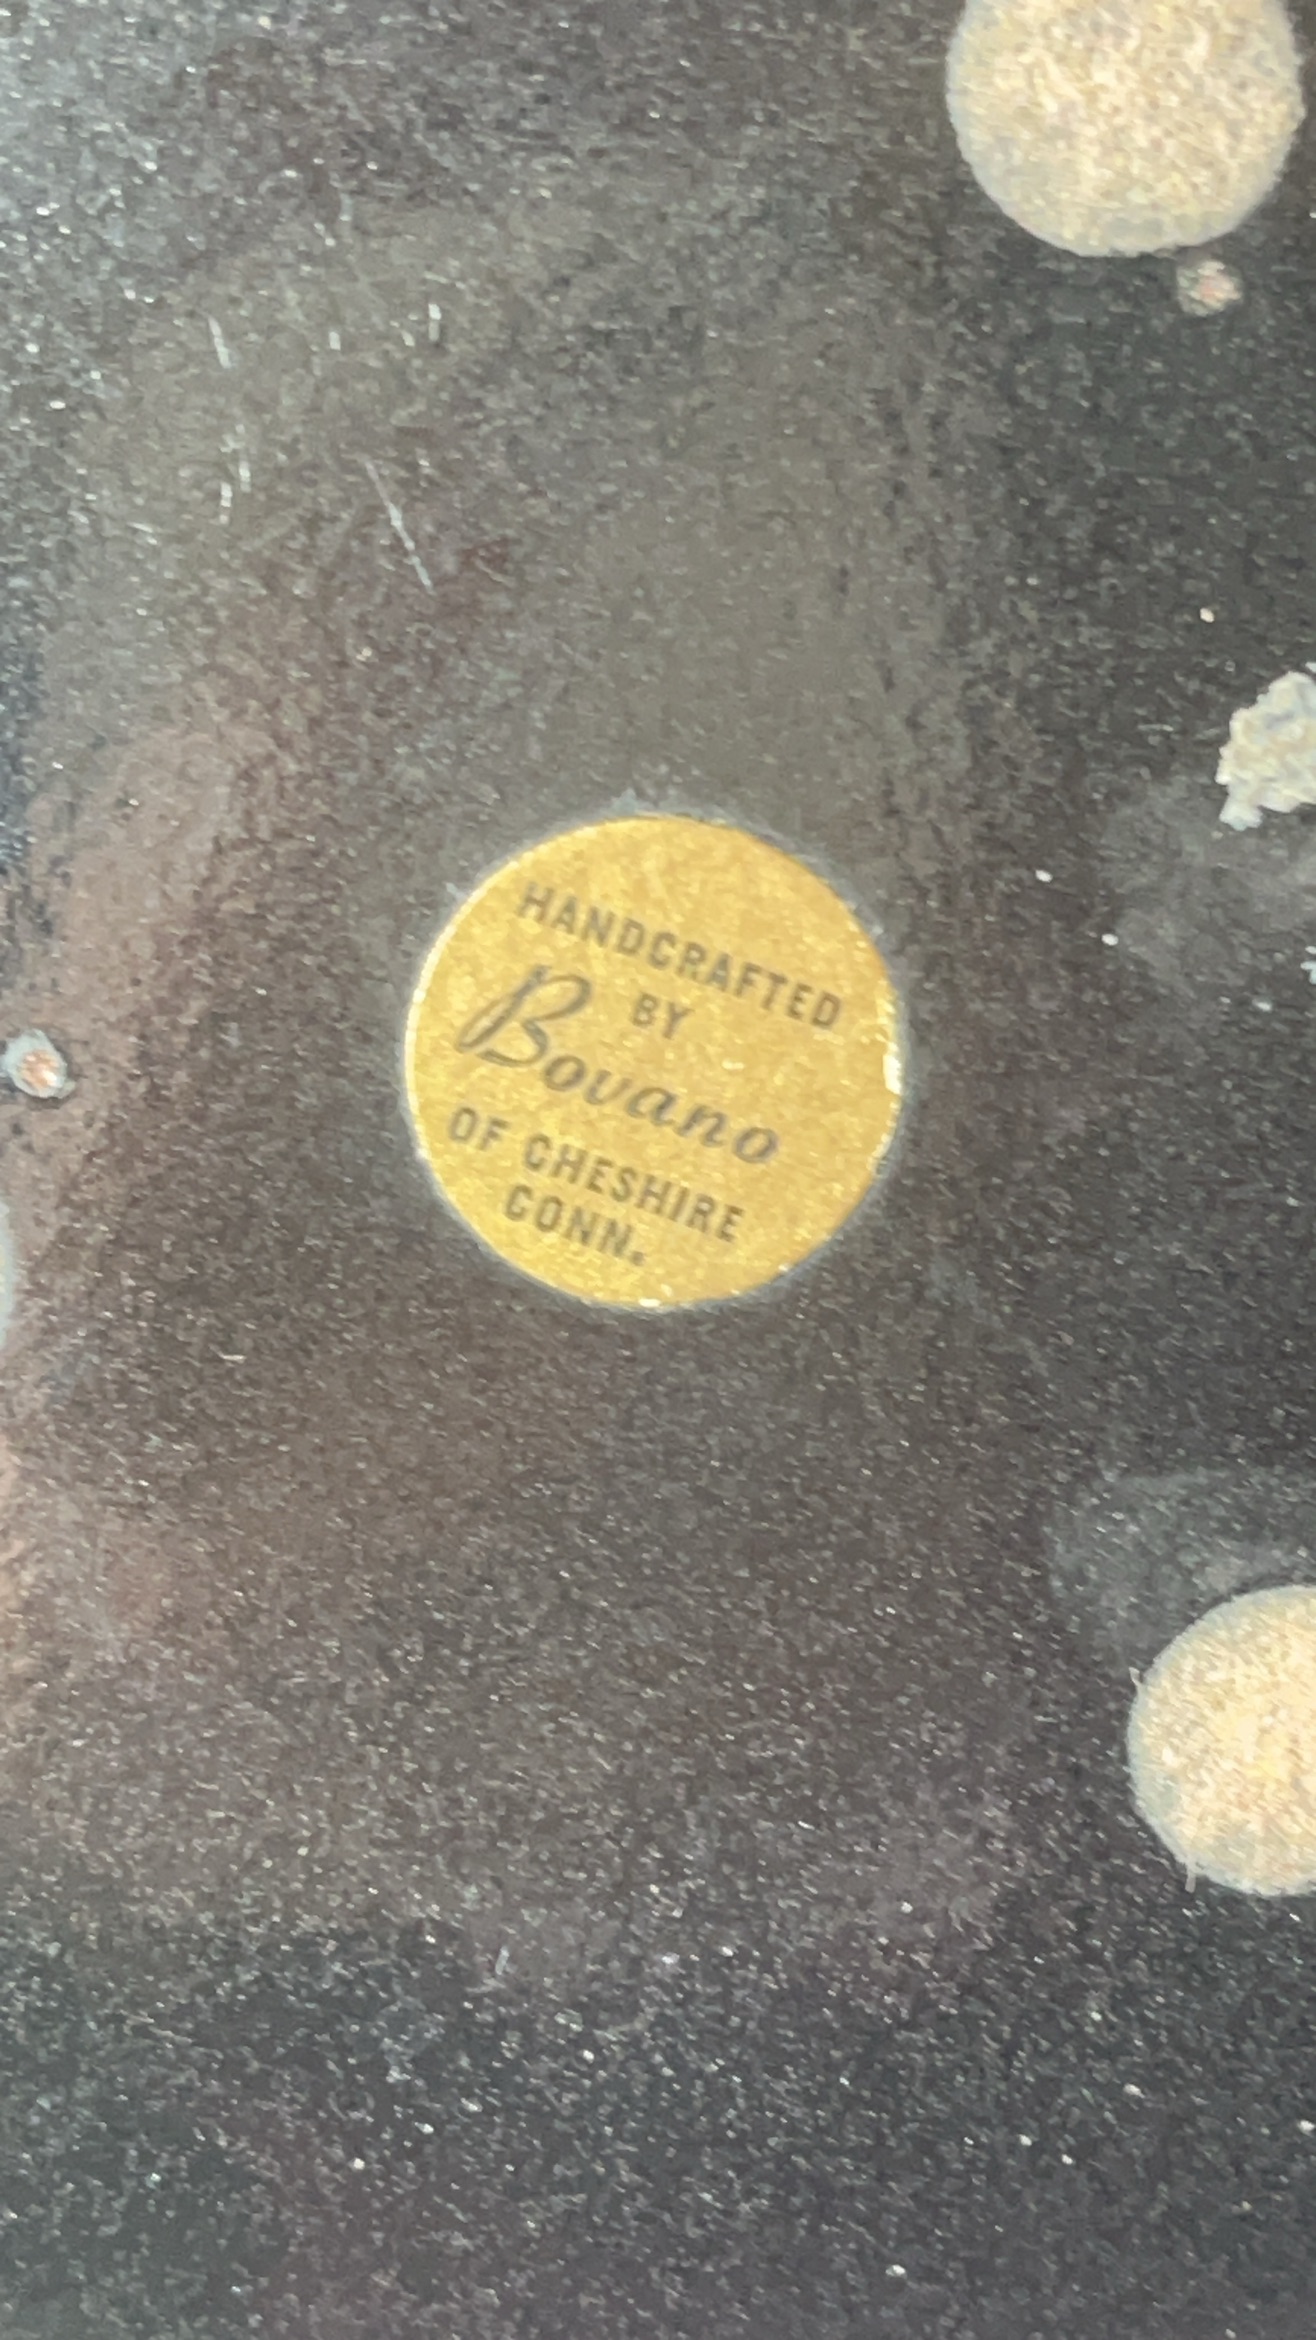 HANDCRAFTED
BY
Bovano
OF CHESHIRE
CONN.